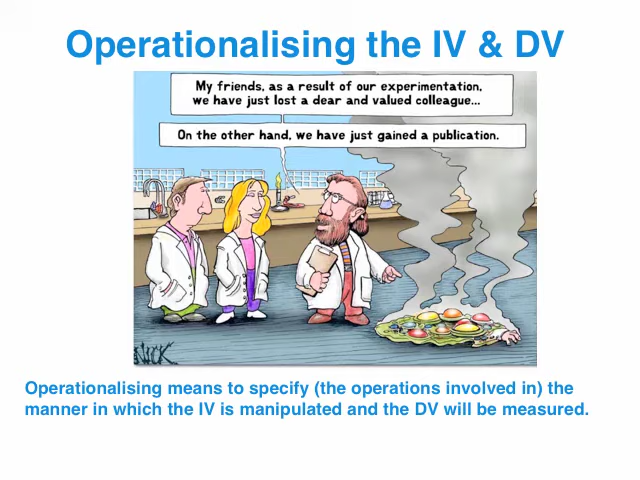 Operationalising the IV & DV
My friends, as a result of our experimentation,
we have just lost a dear and valued colleague...
On the other hand, we have just gained a publication.
NICK
Operationalising means to specify (the operations involved in) the
manner in which the IV is manipulated and the DV will be measured.